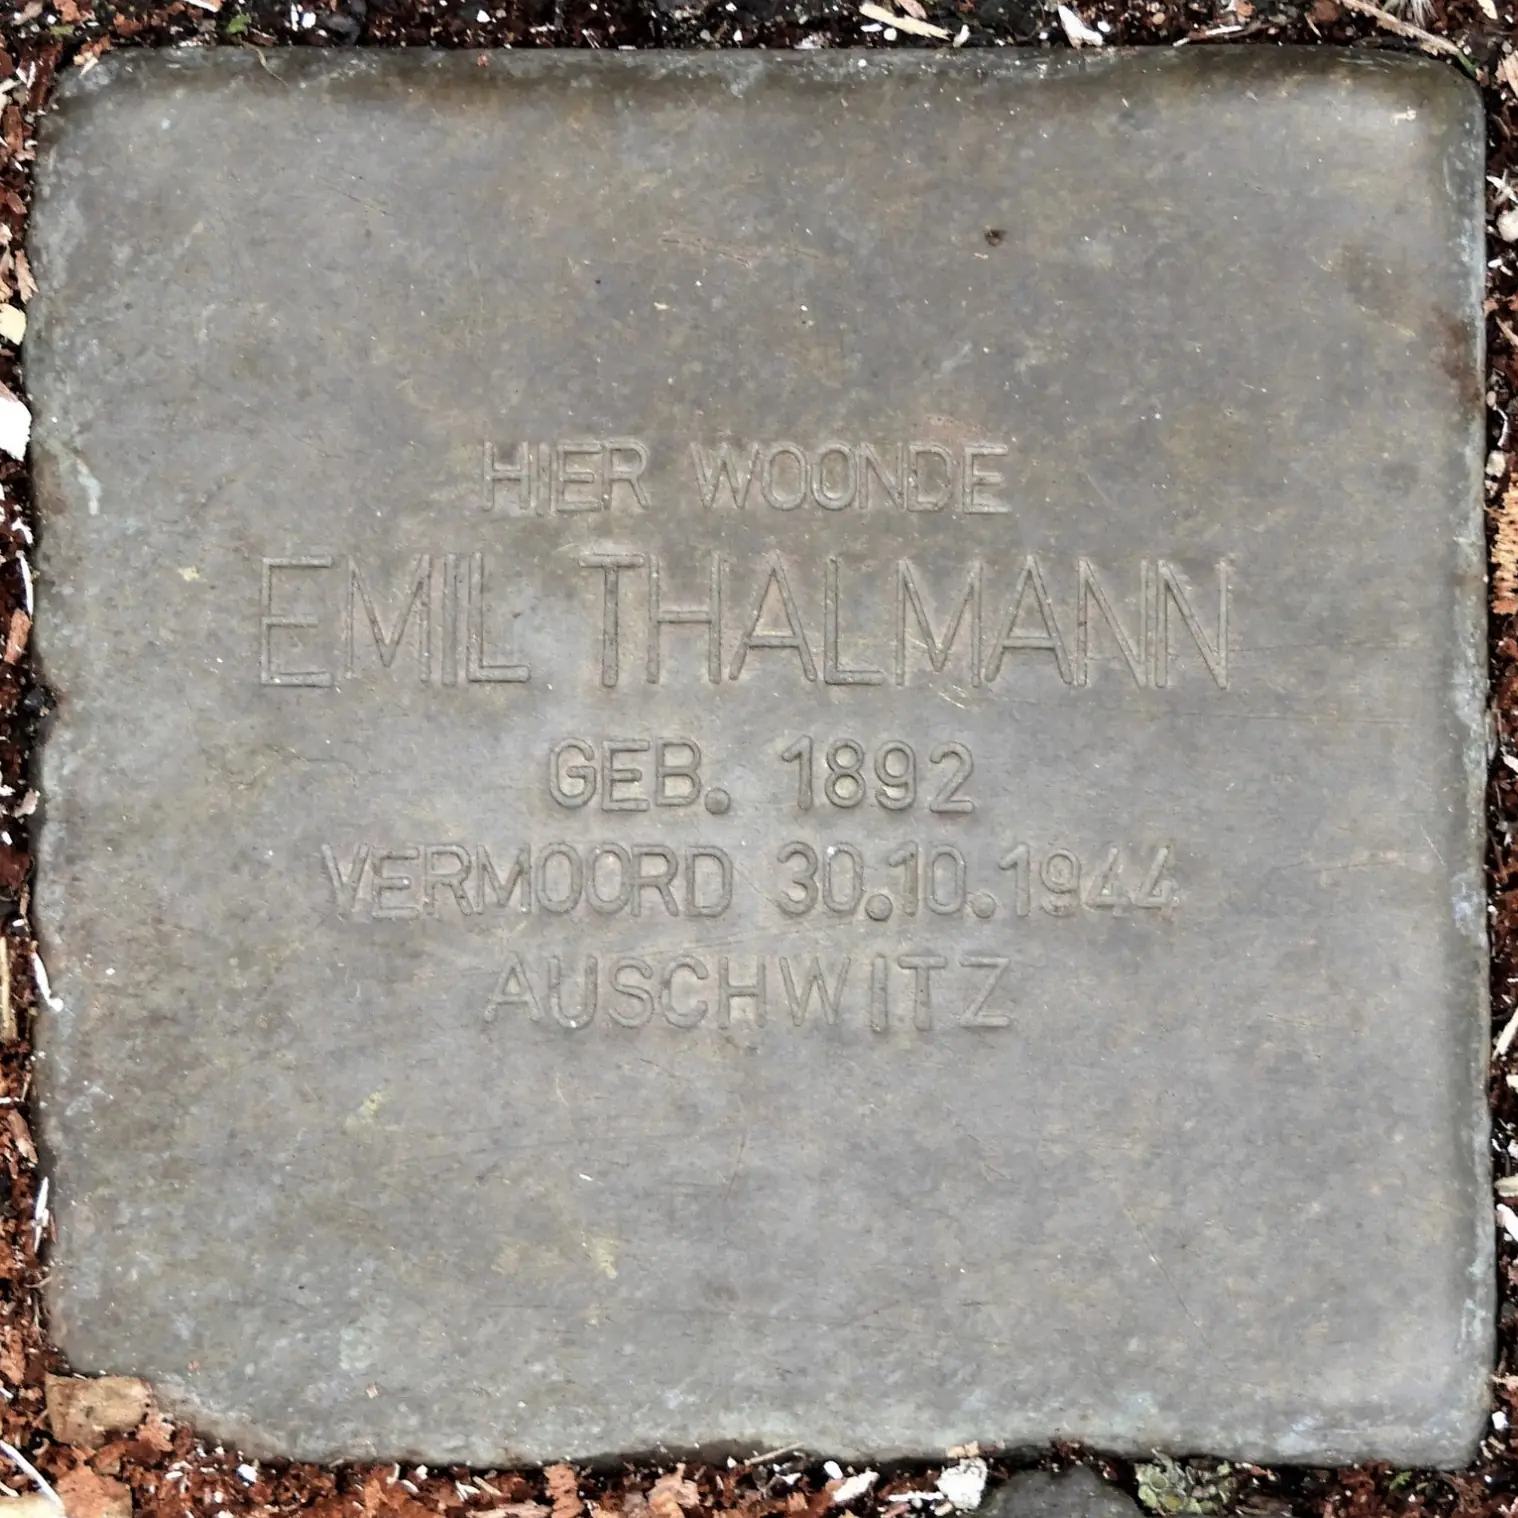 HIER WOONDE
EMIL THALMANN
GEB. 1892
VERMOORD 30.10.1944
AUSCHWITZ